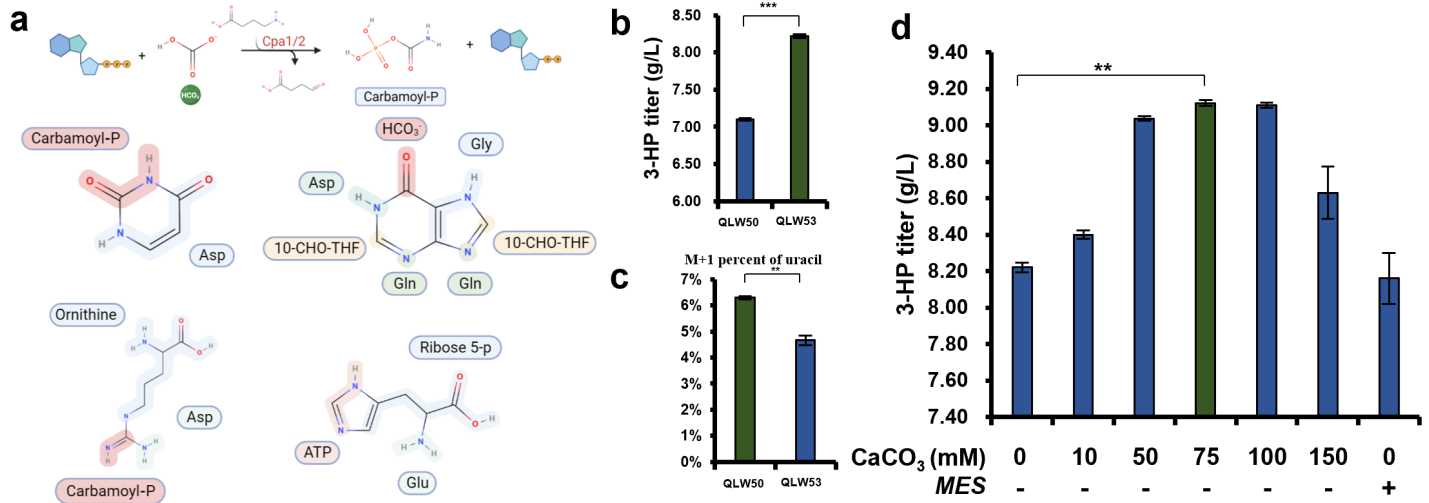 a
+
Cpa1/2
+
HCO₃
Carbamoyl-P
Carbamoyl-P
HCO₃⁻
Gly
Asp
10-CHO-THF
10-CHO-THF
Asp
Gln
Gln
Ornithine
Ribose 5-p
Asp
ATP
Glu
Carbamoyl-P
b
***
8.50
8.00
7.50
7.00
6.50
6.00
3-HP titer (g/L)
QLW50
QLW53
c
M+1 percent of uracil
**
7%
6%
5%
4%
3%
2%
1%
0%
QLW50
QLW53
d
**
9.40
9.20
9.00
8.80
8.60
8.40
8.20
8.00
7.80
7.60
7.40
3-HP titer (g/L)
CaCO₃ (mM) 0 10 50 75 100 150 0
MES - - - - - - +